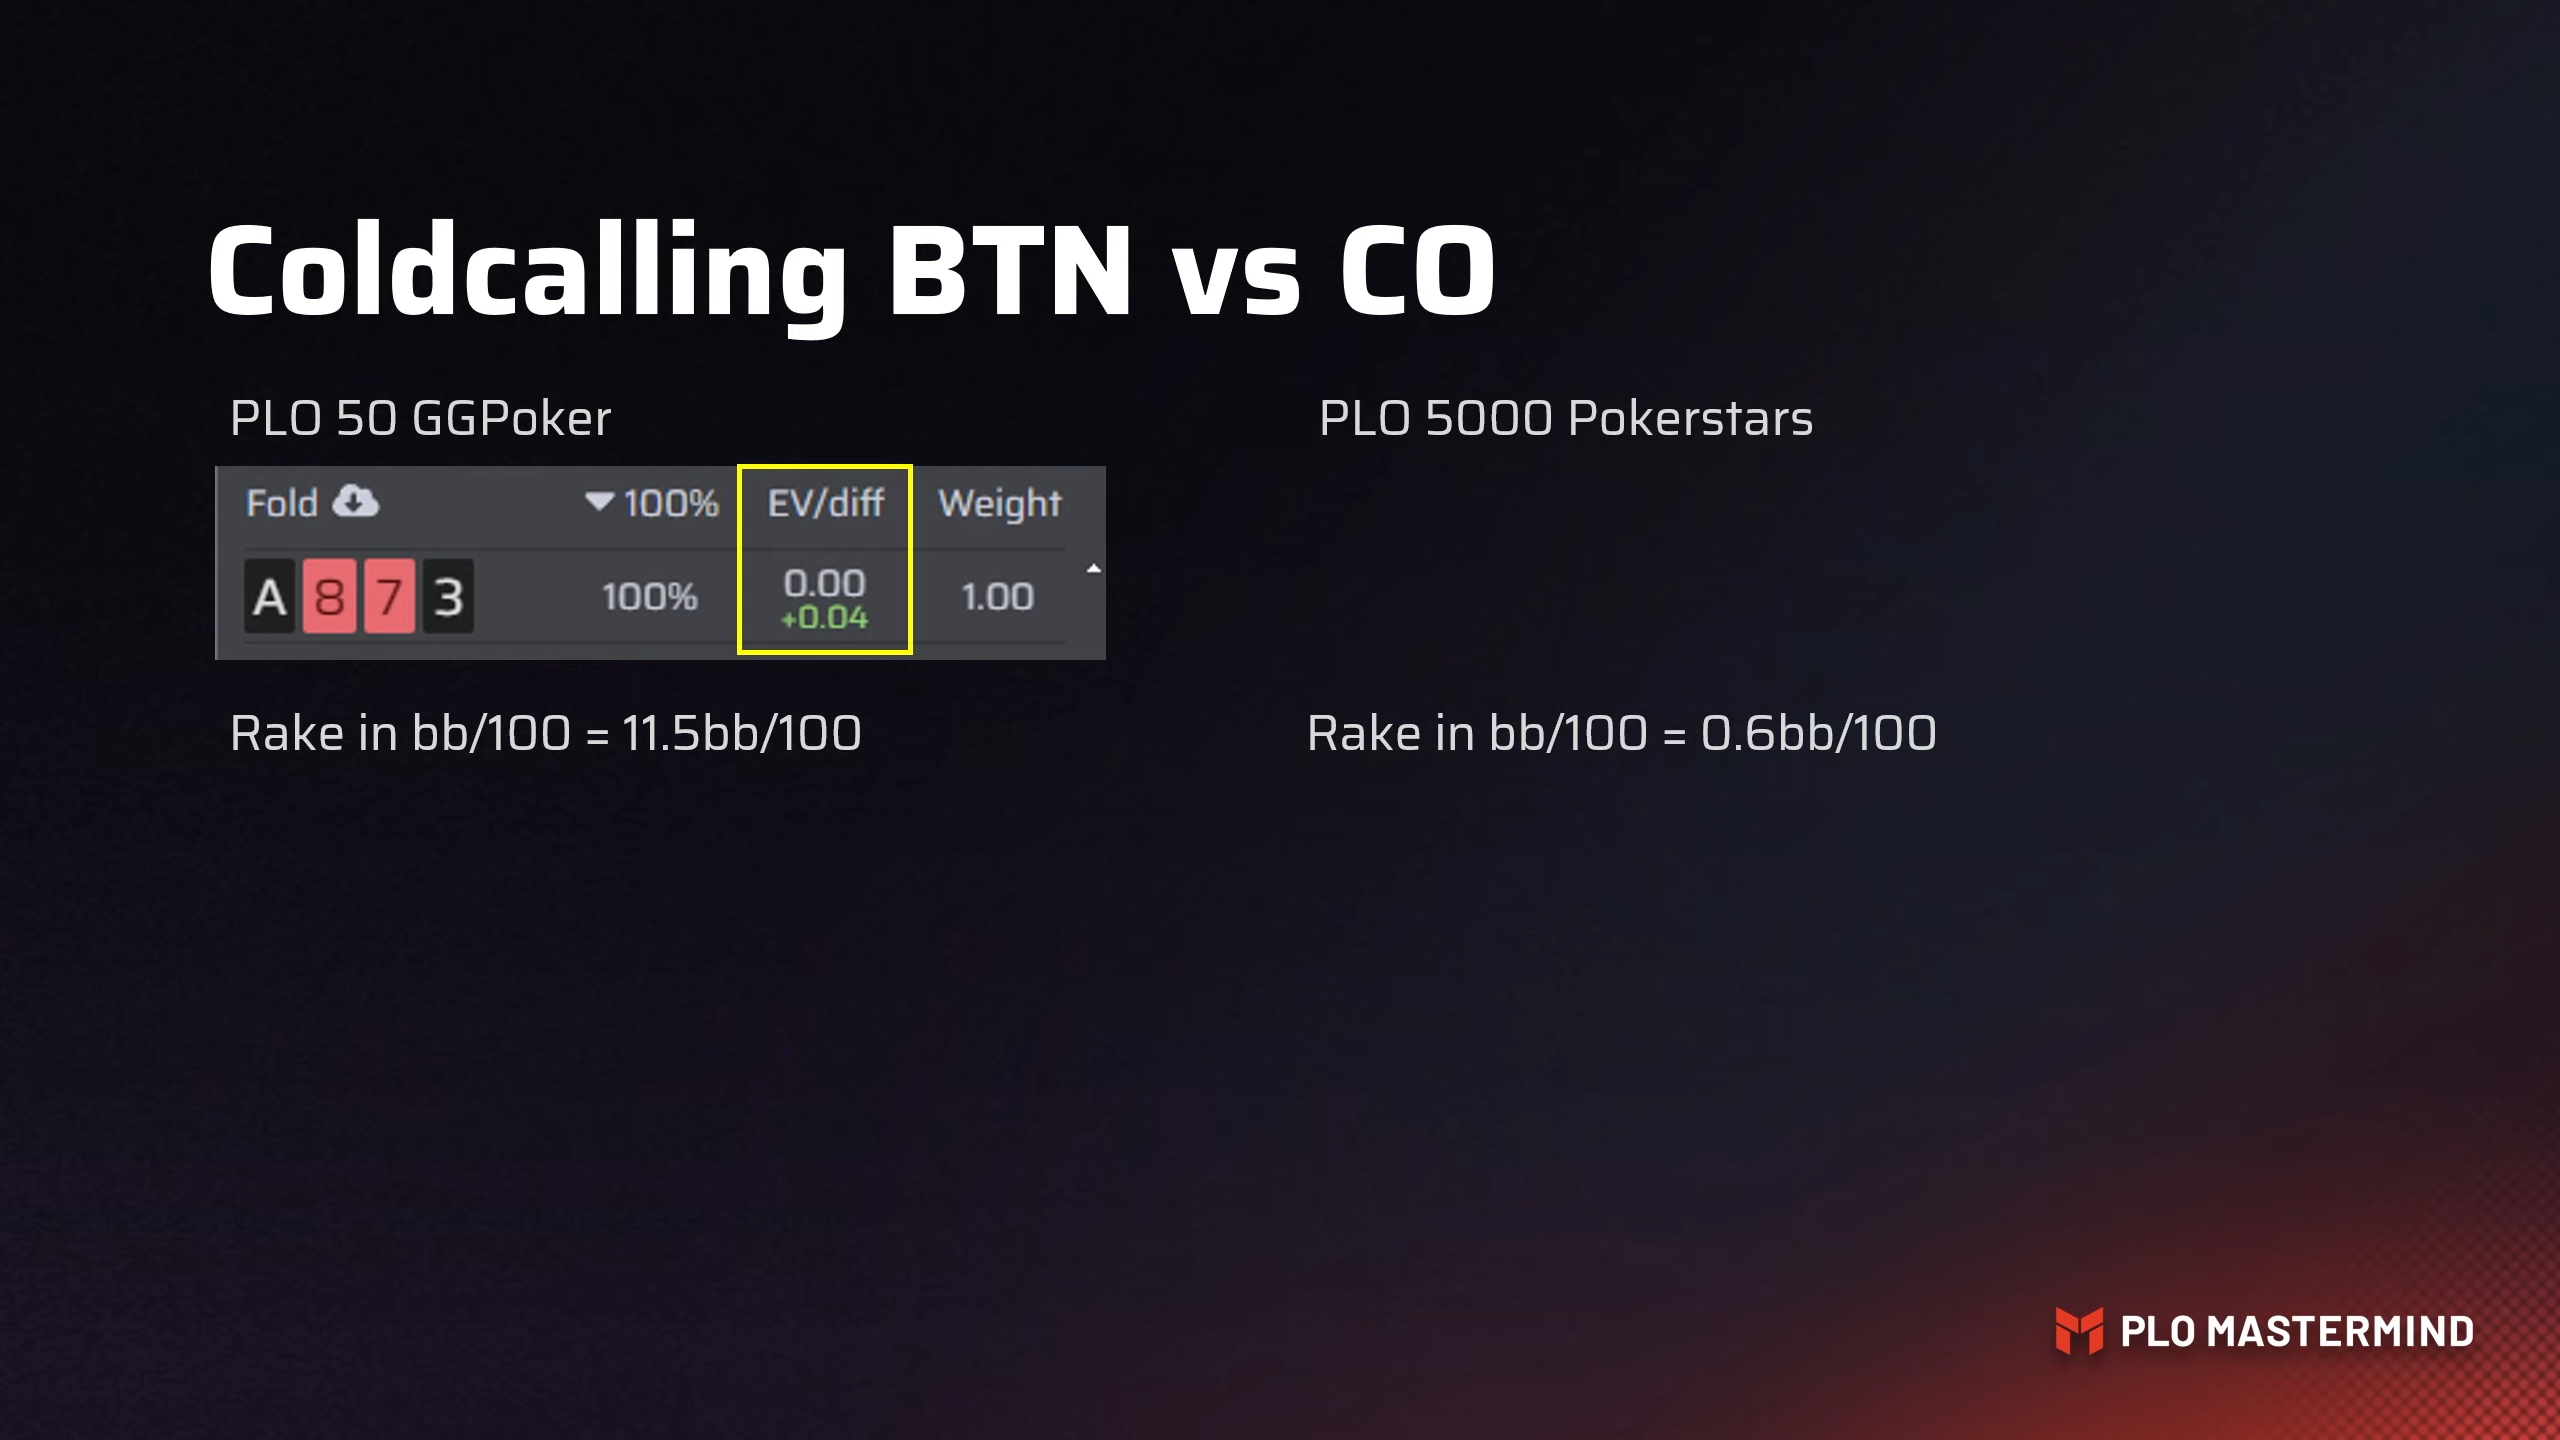 Coldcalling BTN vs CO
PLO 50 GGPoker
PLO 5000 Pokerstars
Fold 100% EV/diff Weight
A 8 7 3 100% 0.00 1.00
+0.04
Rake in bb/100 = 11.5bb/100
Rake in bb/100 = 0.6bb/100
PLO MASTERMIND